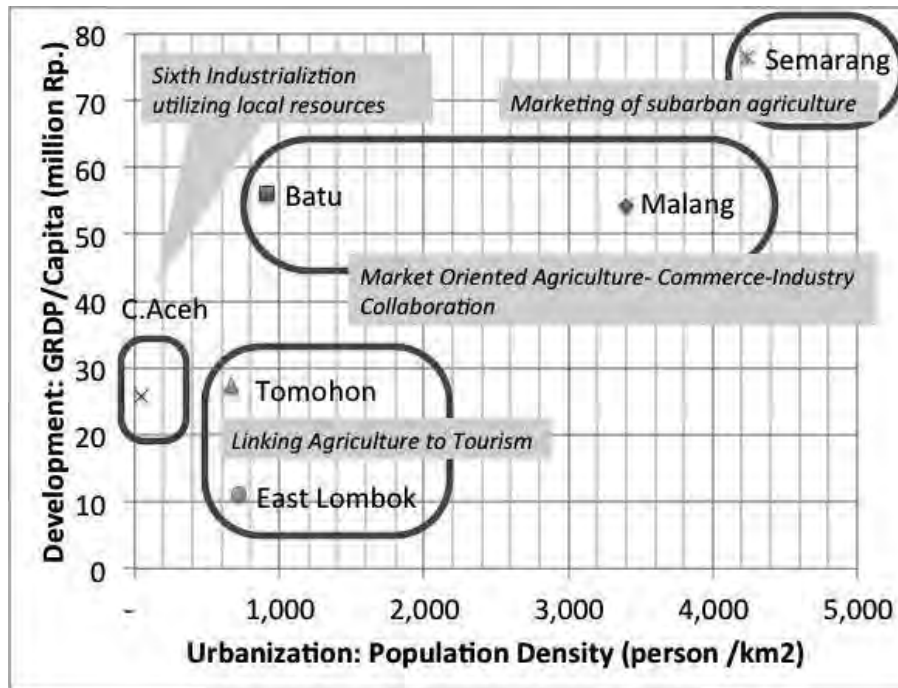 80
70
60
50
40
30
20
10
0
Development: GRDP/Capita (million Rp.)
Sixth Industrializtion
utilizing local resources
Semarang
Marketing of subarban agriculture
Batu
Malang
Market Oriented Agriculture- Commerce-Industry
Collaboration
C.Aceh
Tomohon
Linking Agriculture to Tourism
East Lombok
-
1,000
2,000
3,000
4,000
5,000
Urbanization: Population Density (person /km2)